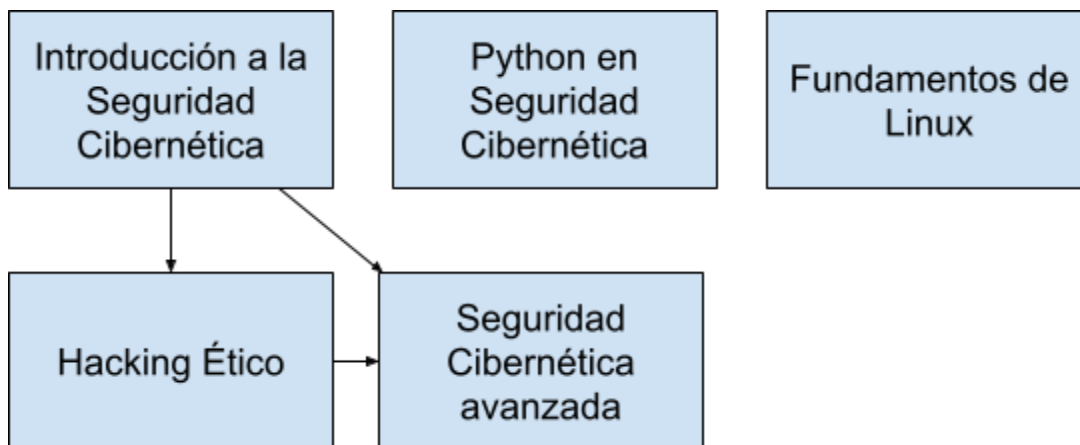 Introducción a la
Seguridad
Cibernética
Python en
Seguridad
Cibernética
Fundamentos de
Linux
Hacking Ético
Seguridad
Cibernética
avanzada